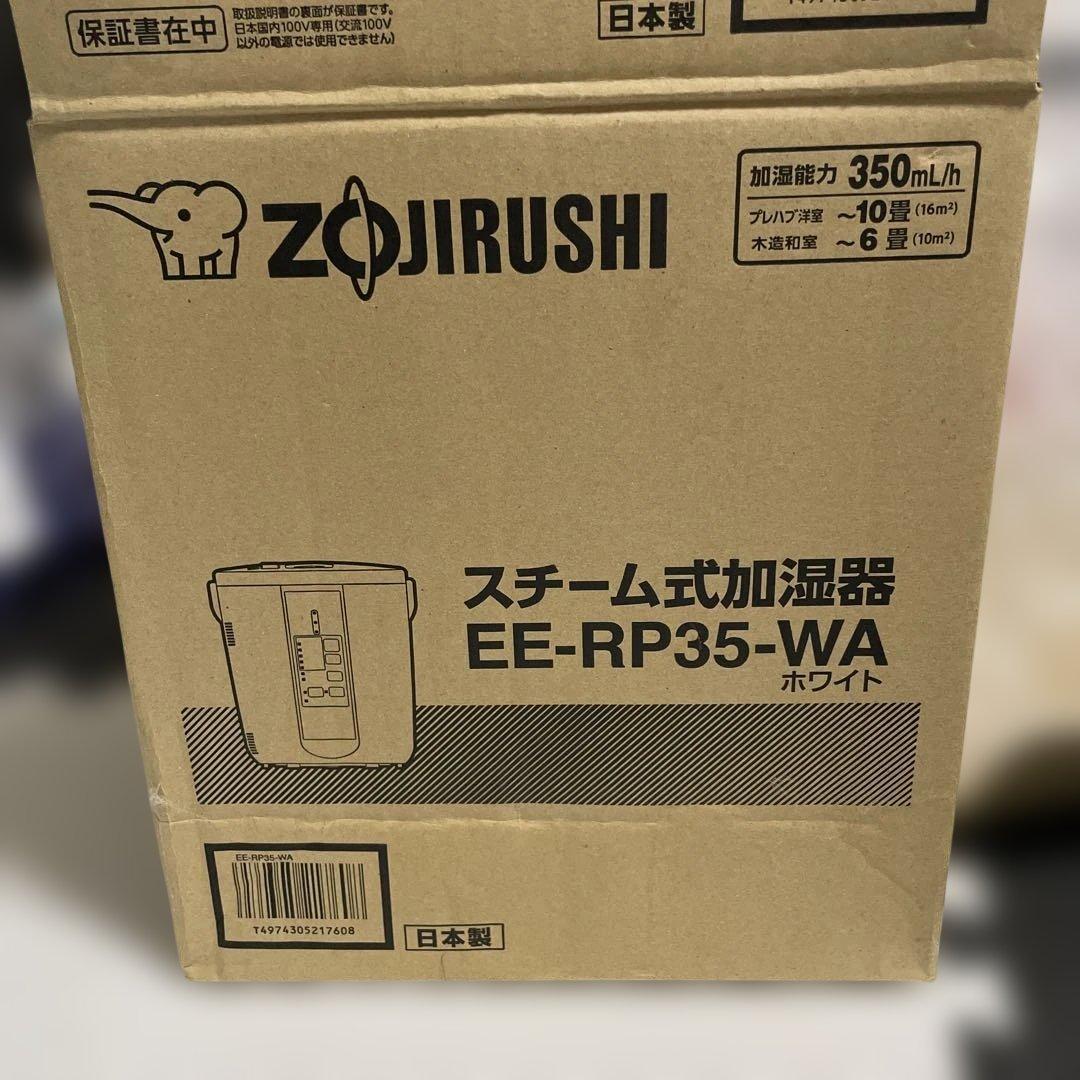 保証書在中
取扱説明書の裏面が保証書です。
日本国内100V専用(交流100V
以外の電源では使用できません)
日本製
ZOJIRUSHI
加湿能力 350mL/h
プレハブ洋室 ～10畳(16m²)
木造和室 ～6畳(10m²)
スチーム式加湿器
EE-RP35-WA
ホワイト
EE-RP35-WA
T4974305217608
日本製